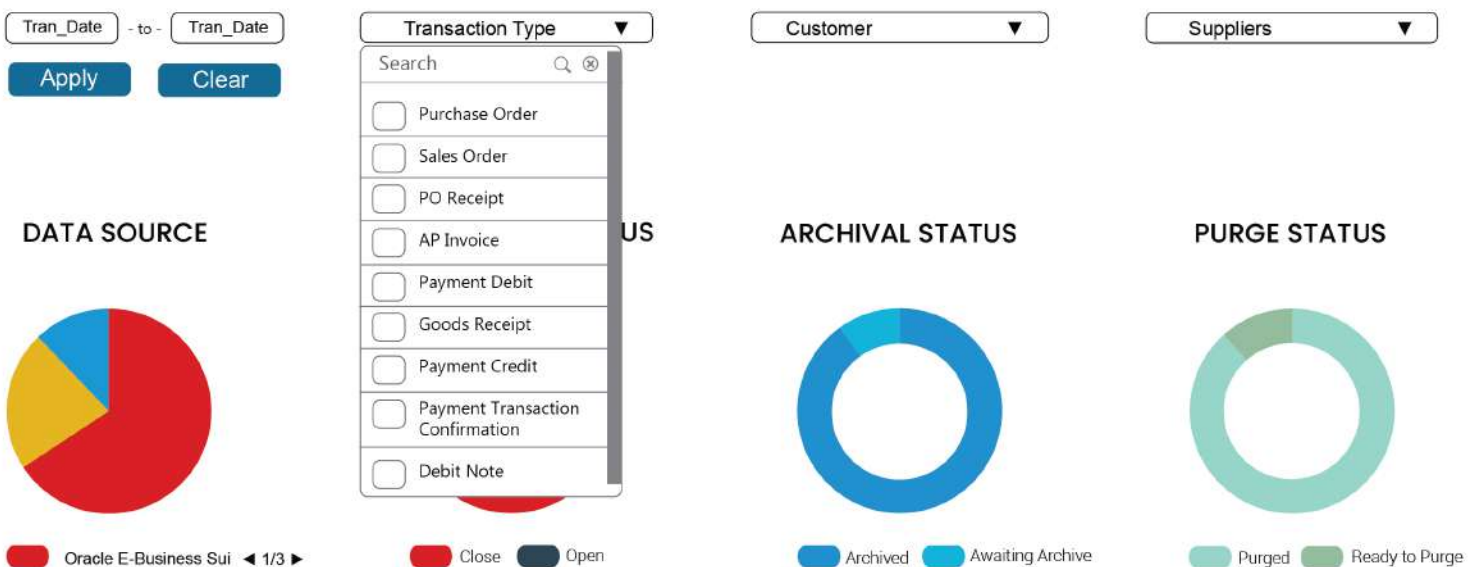 Tran_Date - to - Tran_Date
Apply Clear
Transaction Type ▼
Search
Purchase Order
Sales Order
PO Receipt
AP Invoice
Payment Debit
Goods Receipt
Payment Credit
Payment Transaction
Confirmation
Debit Note
Customer ▼
Suppliers ▼
DATA SOURCE
US
ARCHIVAL STATUS
PURGE STATUS
Oracle E-Business Sui ◀ 1/3 ▶
Close Open
Archived Awaiting Archive
Purged Ready to Purge